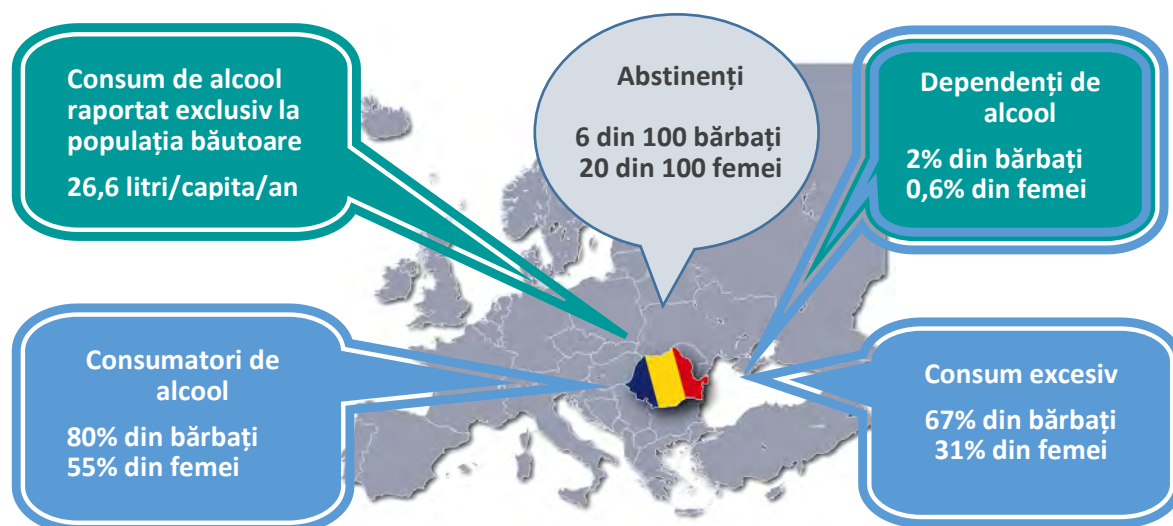 Consum de alcool
raportat exclusiv la
populația băutoare
26,6 litri/capita/an
Abstinenți
6 din 100 bărbați
20 din 100 femei
Dependenți de
alcool
2% din bărbați
0,6% din femei
Consumatori de
alcool
80% din bărbați
55% din femei
Consum excesiv
67% din bărbați
31% din femei